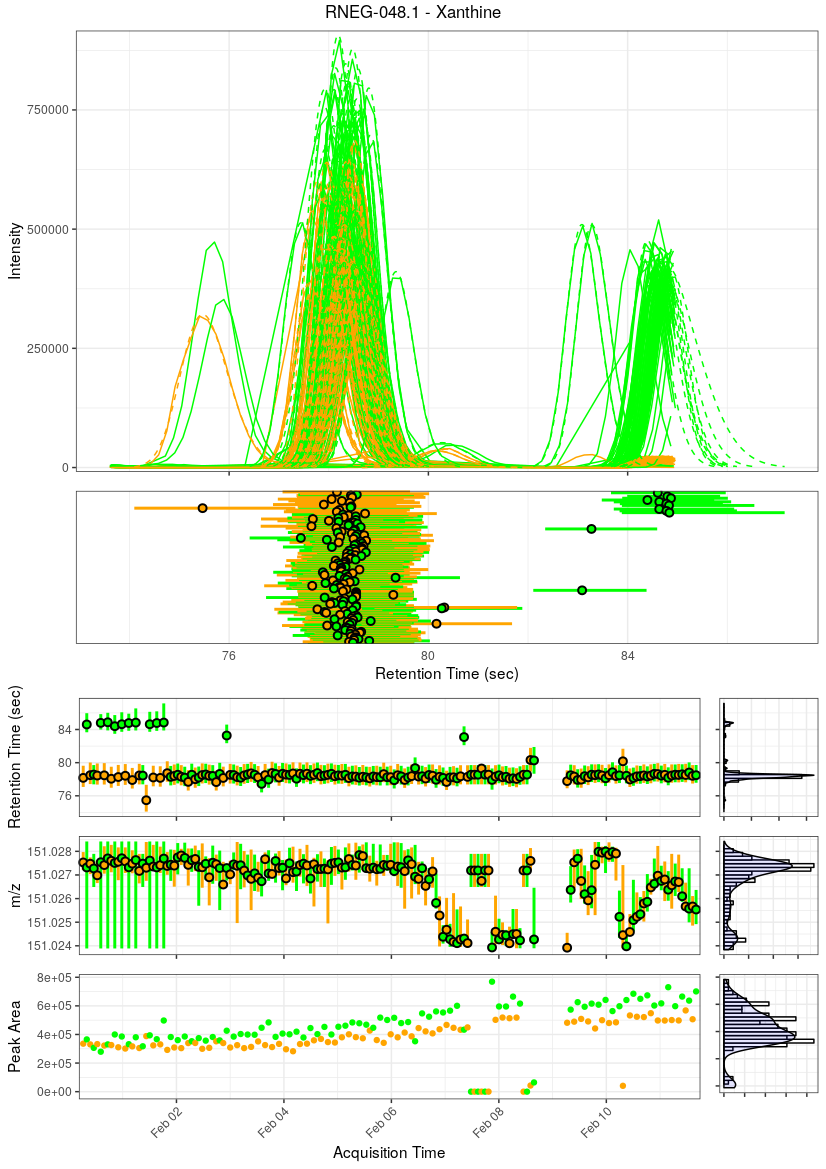 RNEG-048.1 - Xanthine
Intensity
750000
500000
250000
0
76
80
84
Retention Time (sec)
Retention Time (sec)
84
80
76
m/z
151.028
151.027
151.026
151.025
151.024
Peak Area
8e+05
6e+05
4e+05
2e+05
0e+00
Feb 02
Feb 04
Feb 06
Feb 08
Feb 10
Acquisition Time